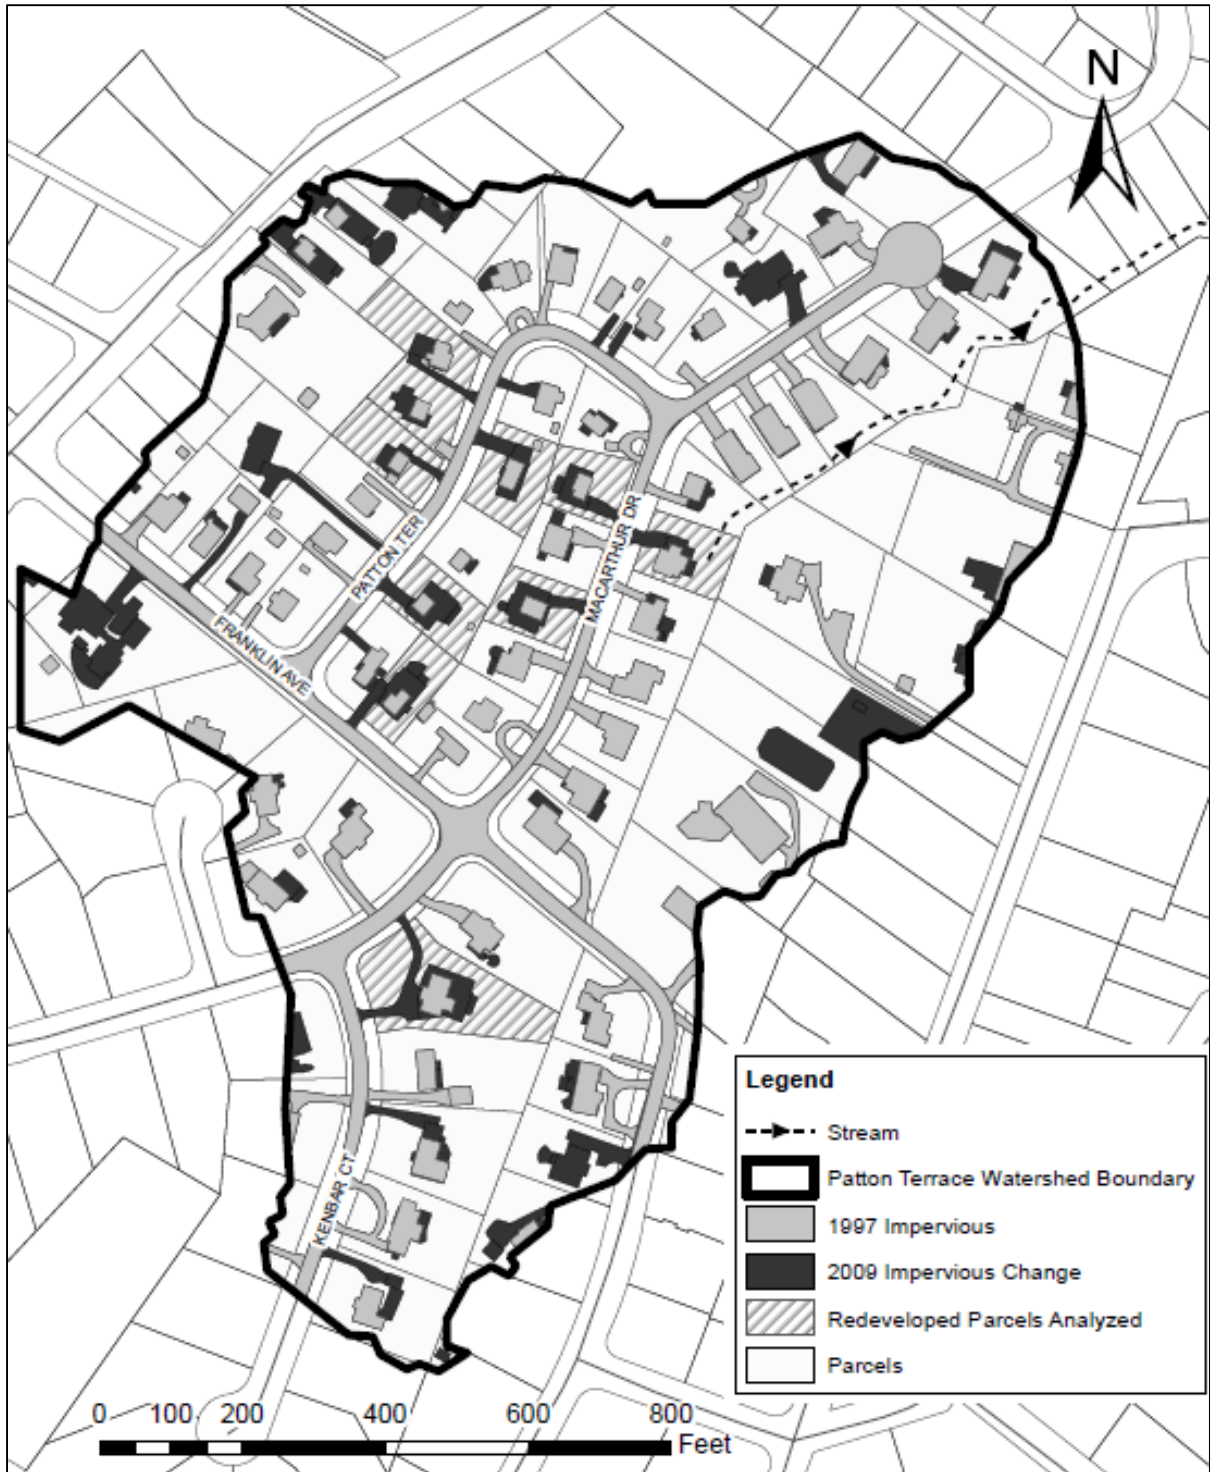 N
PATTON TER
MACARTHUR DR
FRANKLIN AVE
KENBAR CT
Legend
Stream
Patton Terrace Watershed Boundary
1997 Impervious
2009 Impervious Change
Redeveloped Parcels Analyzed
Parcels
0 100 200 400 600 800
Feet